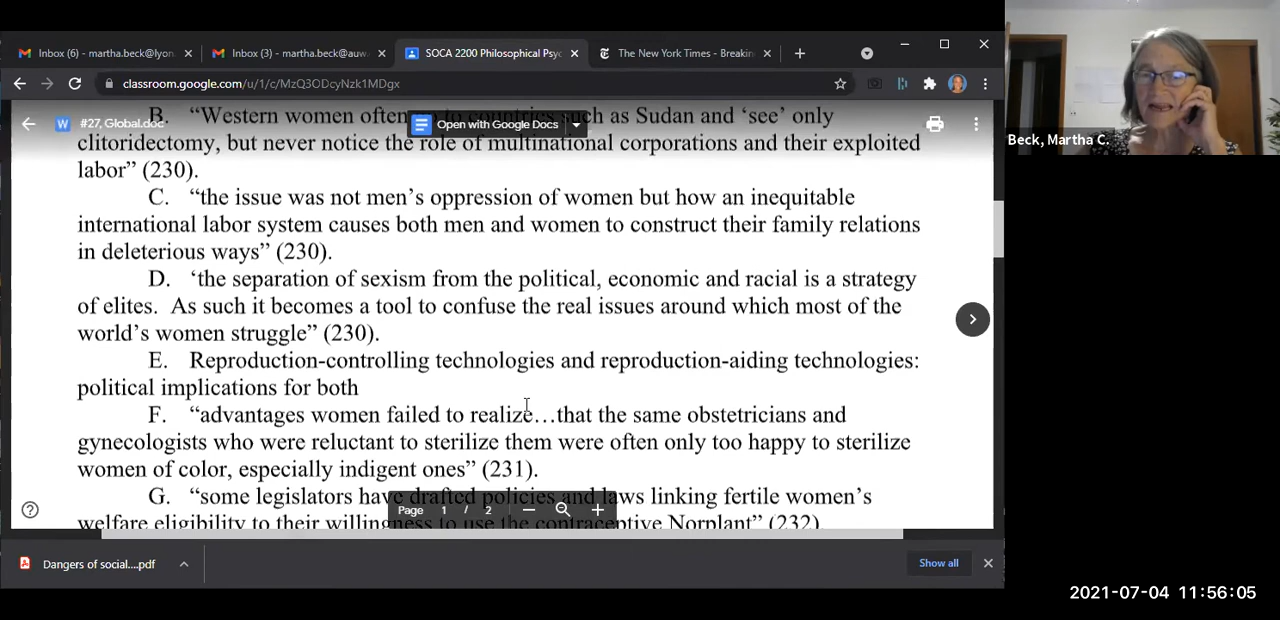 Inbox (6) - martha.beck@lyon
Inbox (3) - martha.beck@auw
SOCA 2200 Philosophical Psyc
The New York Times - Breakin
classroom.google.com/u/1/c/MzQ3ODcyNzk1MDgx
#27, Global.doc
Open with Google Docs
Beck, Martha C.
B. “Western women often to countries such as Sudan and ‘see’ only
clitoridectomy, but never notice the role of multinational corporations and their exploited
labor” (230).
C. “the issue was not men’s oppression of women but how an inequitable
international labor system causes both men and women to construct their family relations
in deleterious ways” (230).
D. ‘the separation of sexism from the political, economic and racial is a strategy
of elites. As such it becomes a tool to confuse the real issues around which most of the
world’s women struggle” (230).
E. Reproduction-controlling technologies and reproduction-aiding technologies:
political implications for both
F. “advantages women failed to realize…that the same obstetricians and
gynecologists who were reluctant to sterilize them were often only too happy to sterilize
women of color, especially indigent ones” (231).
G. “some legislators have drafted policies and laws linking fertile women’s
welfare eligibility to their willingness to use the contraceptive Norplant” (232).
Page 1 / 2
Dangers of social....pdf
Show all
2021-07-04 11:56:05